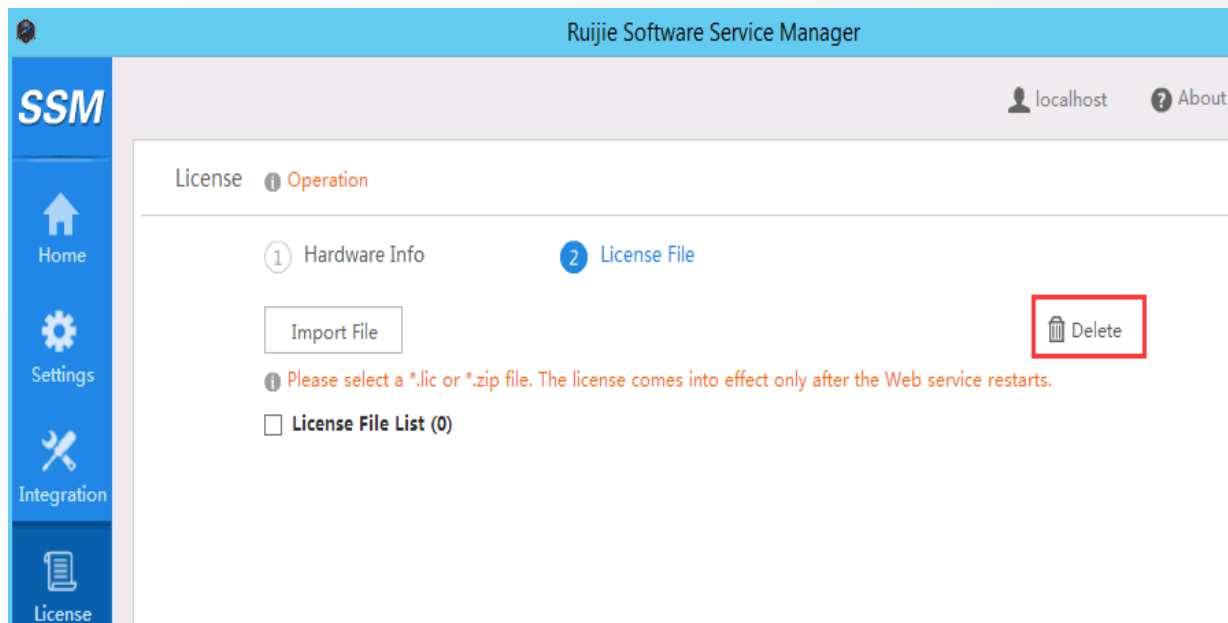 Ruijie Software Service Manager
SSM
localhost
? About
License
i Operation
Home
1 Hardware Info
2 License File
Import File
Delete
Settings
i Please select a *.lic or *.zip file. The license comes into effect only after the Web service restarts.
License File List (0)
Integration
License